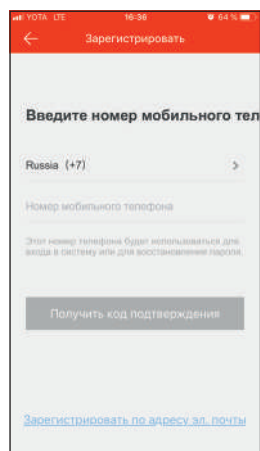 YOTA LTE 16:36 64 %
Зарегистрировать
Введите номер мобильного тел
Russia (+7)
Номер мобильного телефона
Этот номер телефона будет использоваться для
входа в систему или для восстановления пароля.
Получить код подтверждения
Зарегистрировать по адресу эл. почты